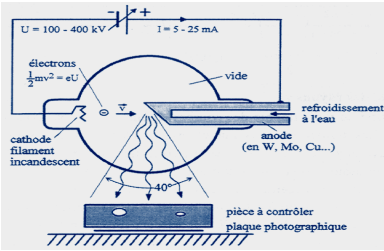 - +
U = 100 - 400 kV
I = 5 - 25 mA
électrons
½mv² = eU
vide
⊖
v⃗
refroidissement
à l'eau
cathode
filament
incandescent
anode
(en W, Mo, Cu...)
40°
pièce à contrôler
plaque photographique